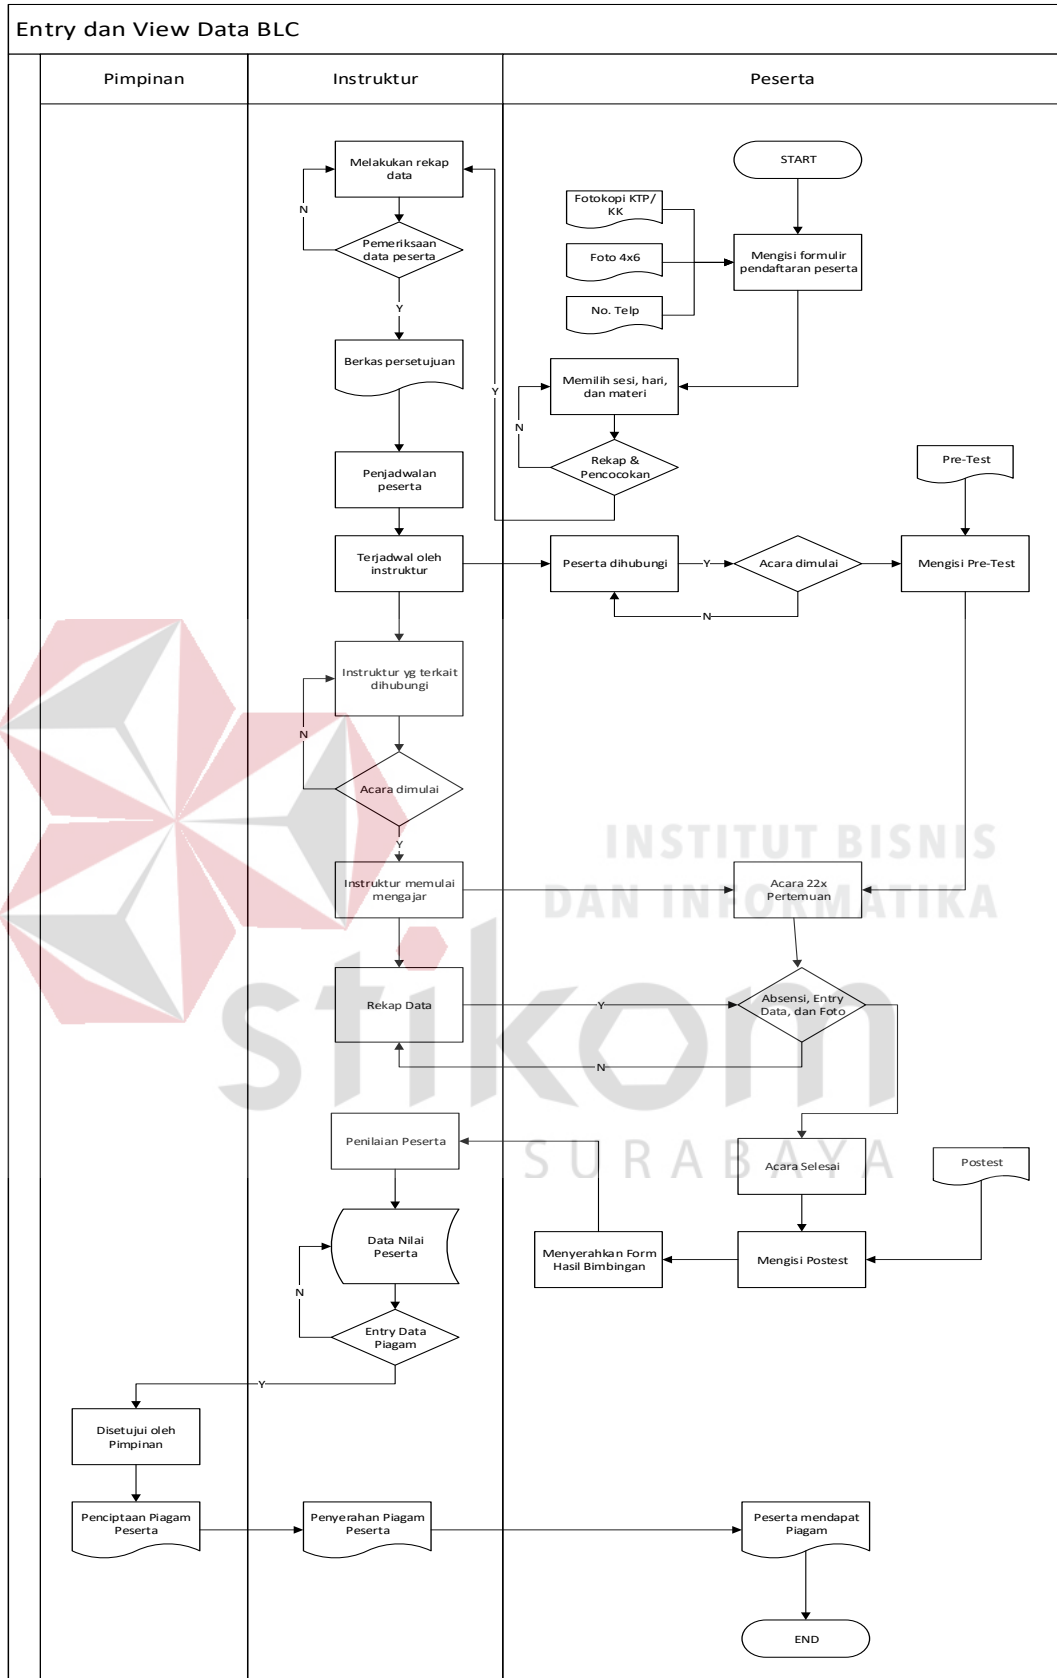 Entry dan View Data BLC
Pimpinan
Instruktur
Peserta
Melakukan rekap
data
START
N
Fotokopi KTP/
KK
Pemeriksaan
data peserta
Foto 4x6
Mengisi formulir
pendaftaran peserta
Y
No. Telp
Berkas persetujuan
Memilih sesi, hari,
dan materi
Y
N
Rekap &
Pencocokan
Pre-Test
Penjadwalan
peserta
Terjadwal oleh
instruktur
Peserta dihubungi
Y
Acara dimulai
Mengisi Pre-Test
N
Instruktur yg terkait
dihubungi
N
Acara dimulai
Y
INSTITUT BISNIS
DAN INFORMATIKA
Instruktur memulai
mengajar
Acara 22x
Pertemuan
Rekap Data
Y
Absensi, Entry
Data, dan Foto
N
stikom
SURABAYA
Penilaian Peserta
Acara Selesai
Postest
Data Nilai
Peserta
Menyerahkan Form
Hasil Bimbingan
Mengisi Postest
N
Entry Data
Piagam
Y
Disetujui oleh
Pimpinan
Penciptaan Piagam
Peserta
Penyerahan Piagam
Peserta
Peserta mendapat
Piagam
END